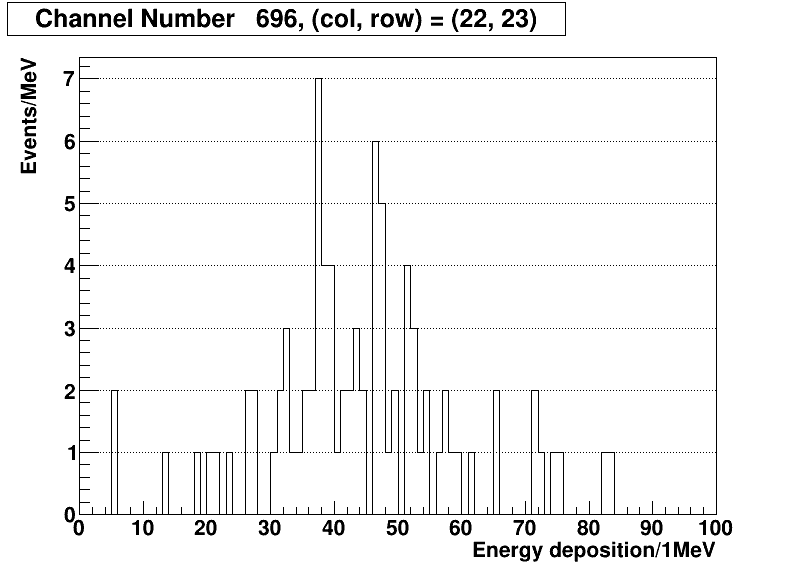 Channel Number 696, (col, row) = (22, 23)
Events/MeV
7
6
5
4
3
2
1
0
0 10 20 30 40 50 60 70 80 90 100
Energy deposition/1MeV